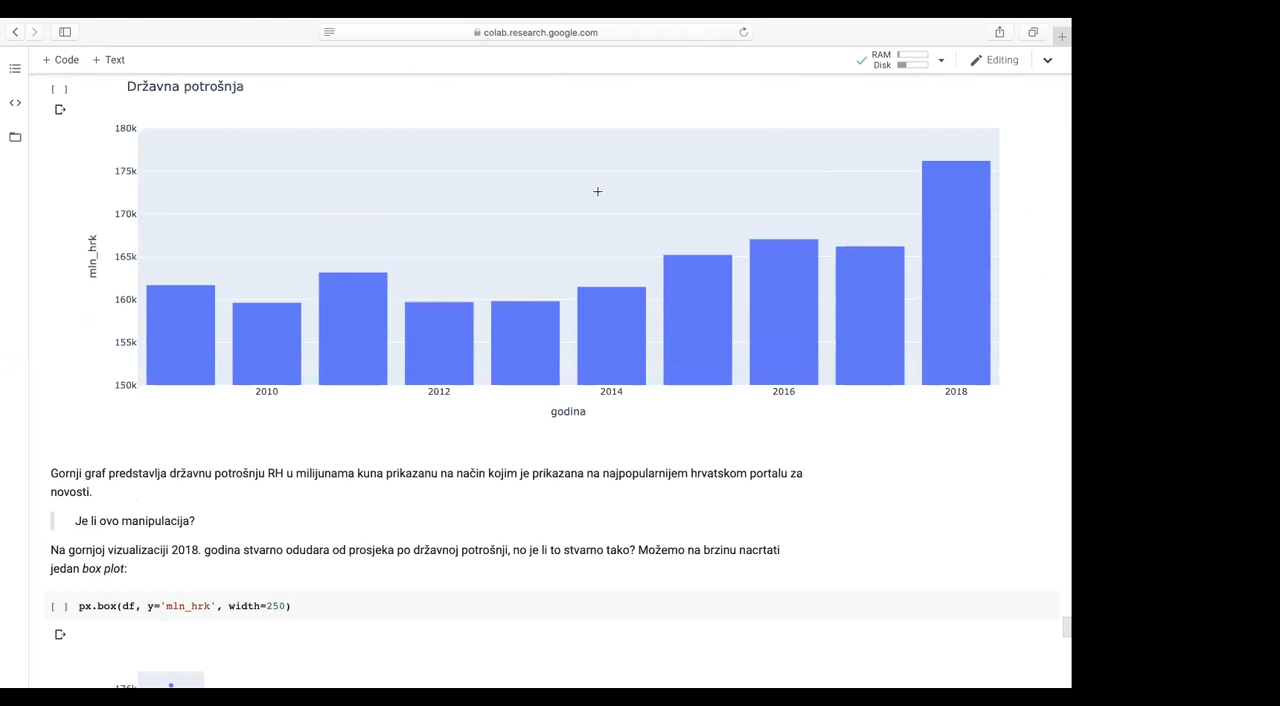 colab.research.google.com
+ Code + Text
RAM
Disk
Editing
[ ]
Državna potrošnja
180k
175k
170k
165k
160k
155k
150k
mln_hrk
2010 2012 2014 2016 2018
godina
Gornji graf predstavlja državnu potrošnju RH u milijunama kuna prikazanu na način kojim je prikazana na najpopularnijem hrvatskom portalu za
novosti.
Je li ovo manipulacija?
Na gornjoj vizualizaciji 2018. godina stvarno odudara od prosjeka po državnoj potrošnji, no je li to stvarno tako? Možemo na brzinu nacrtati
jedan box plot:
[ ] px.box(df, y='mln_hrk', width=250)